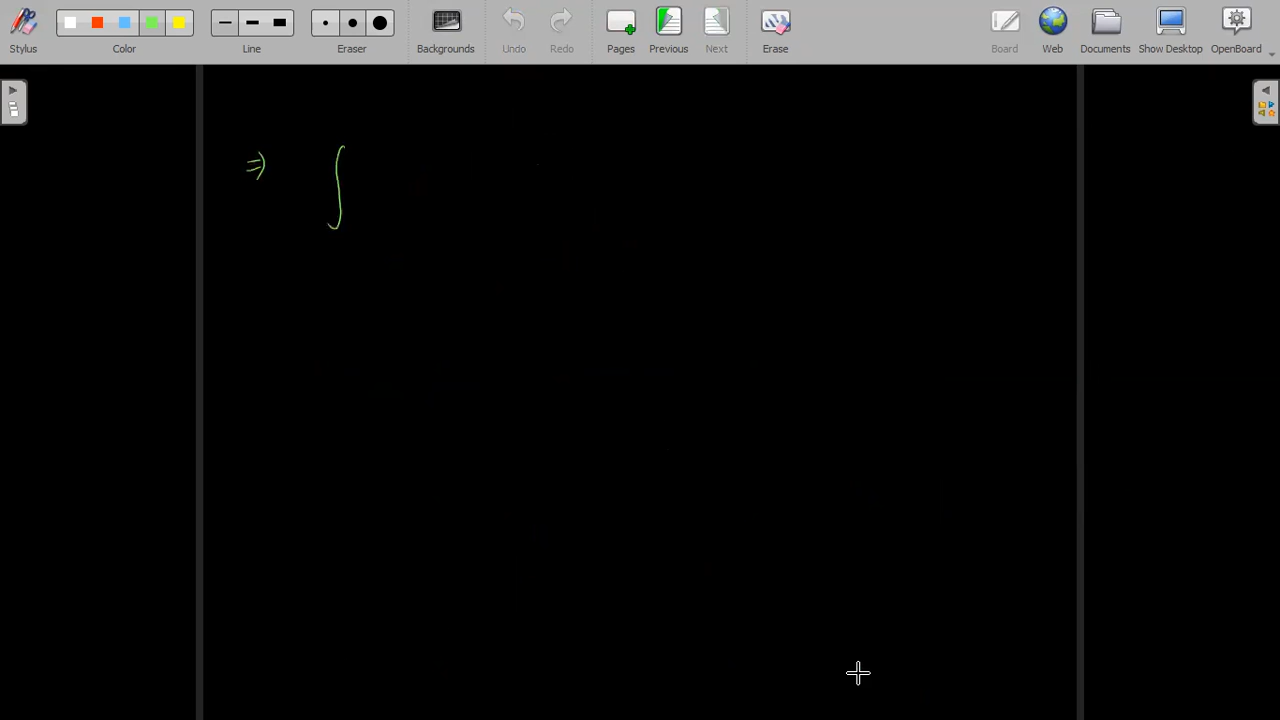 Stylus Color Line Eraser Backgrounds Undo Redo Pages Previous Next Erase Board Web Documents Show Desktop OpenBoard
⇒ ∫